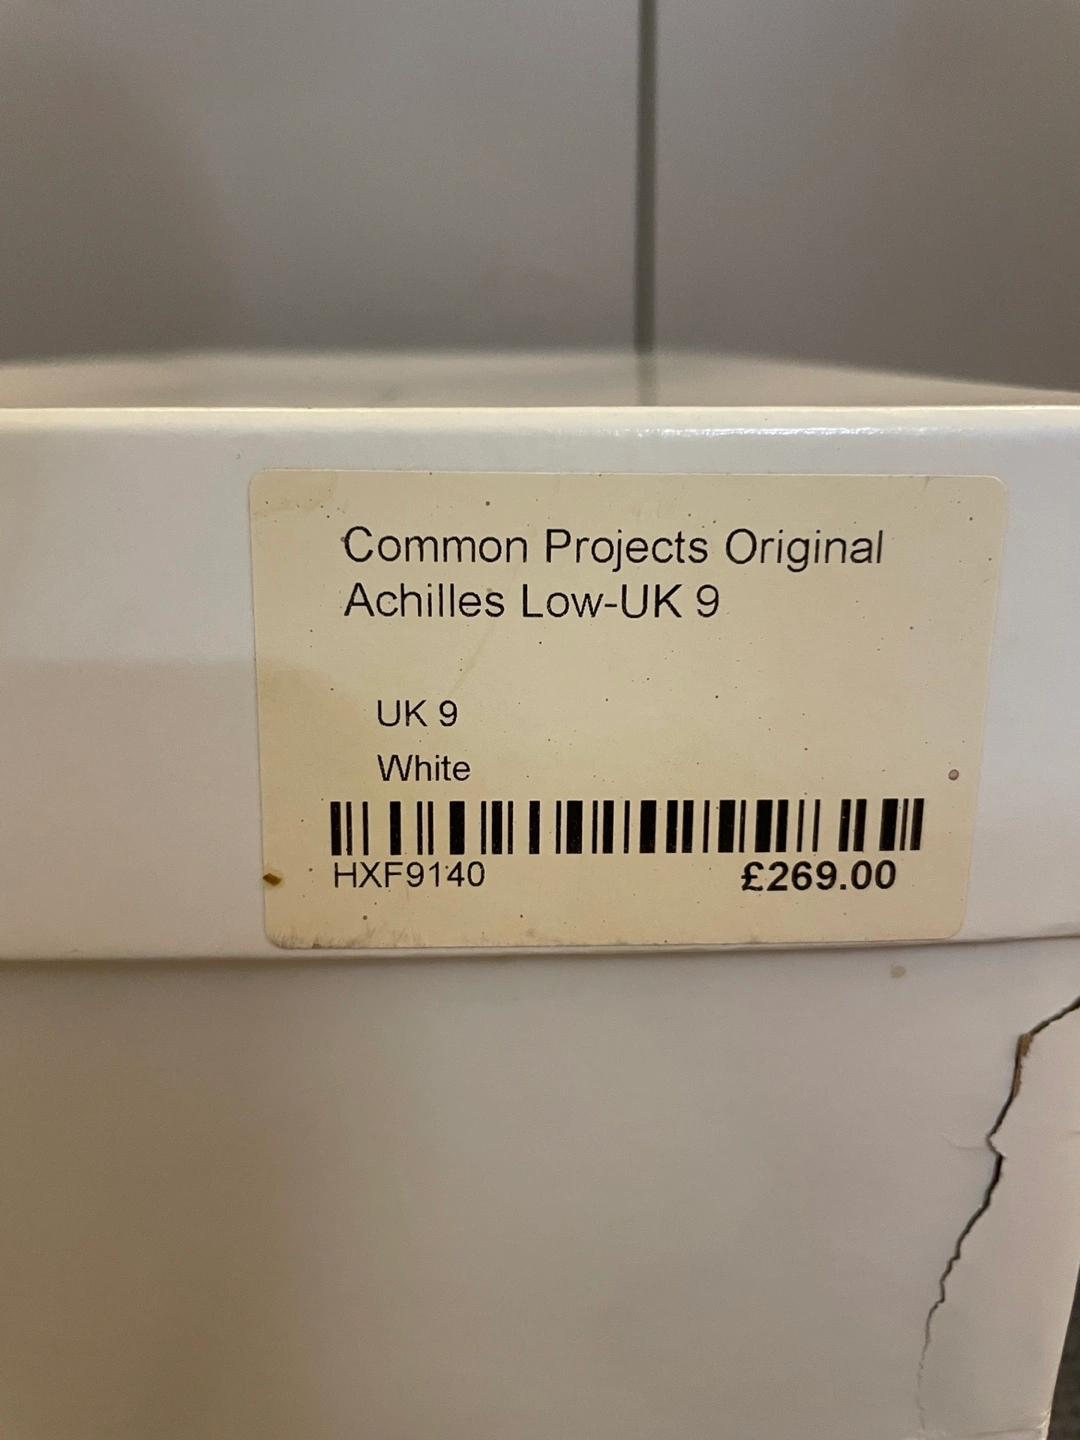 Common Projects Original
Achilles Low-UK 9
UK 9
White
HXF9140 £269.00